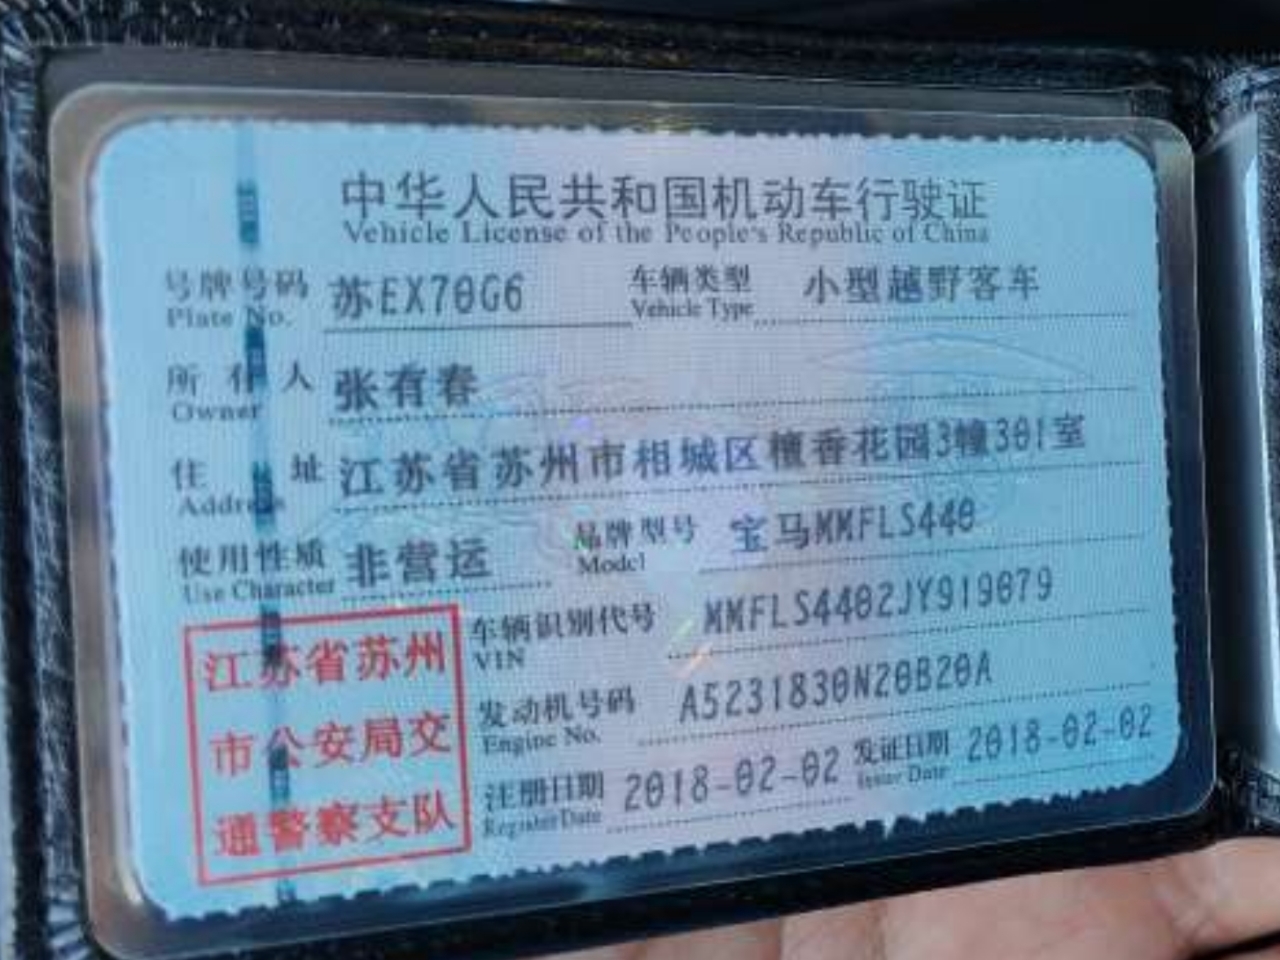 中华人民共和国机动车行驶证
Vehicle License of the People's Republic of China
号牌号码 苏EX70G6 车辆类型 小型越野客车
Plate No. Vehicle Type
所有人 张有春
Owner
住址 江苏省苏州市相城区檀香花园3幢301室
Address
使用性质 非营运 品牌型号 宝马MMFLS440
Use Character Model
车辆识别代号 MMFLS4402JY919079
VIN
发动机号码 A5231830N20B20A
Engine No.
注册日期 2018-02-02 发证日期 2018-02-02
Register Date Issue Date
江苏省苏州
市公安局交
通警察支队